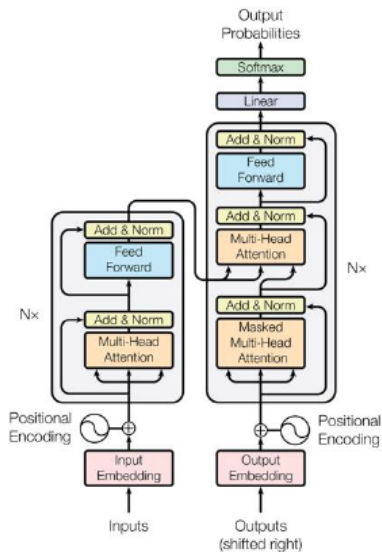 Output
Probabilities
Softmax
Linear
Add & Norm
Feed
Forward
Add & Norm
Multi-Head
Attention
Add & Norm
Masked
Multi-Head
Attention
Nx
Positional
Encoding
Output
Embedding
Outputs
(shifted right)
Add & Norm
Feed
Forward
Add & Norm
Multi-Head
Attention
Nx
Positional
Encoding
Input
Embedding
Inputs